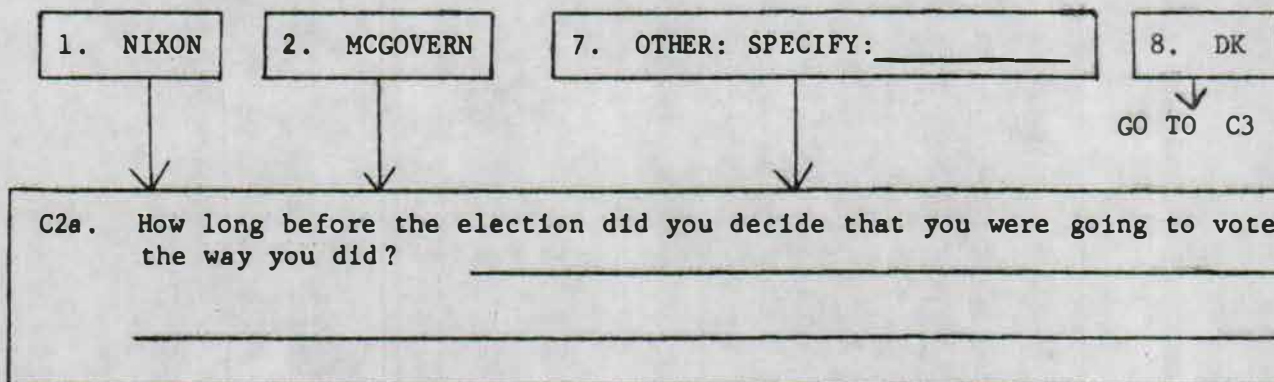 1. NIXON 2. MCGOVERN 7. OTHER: SPECIFY: 8. DK
GO TO C3
C2a. How long before the election did you decide that you were going to vote
the way you did?